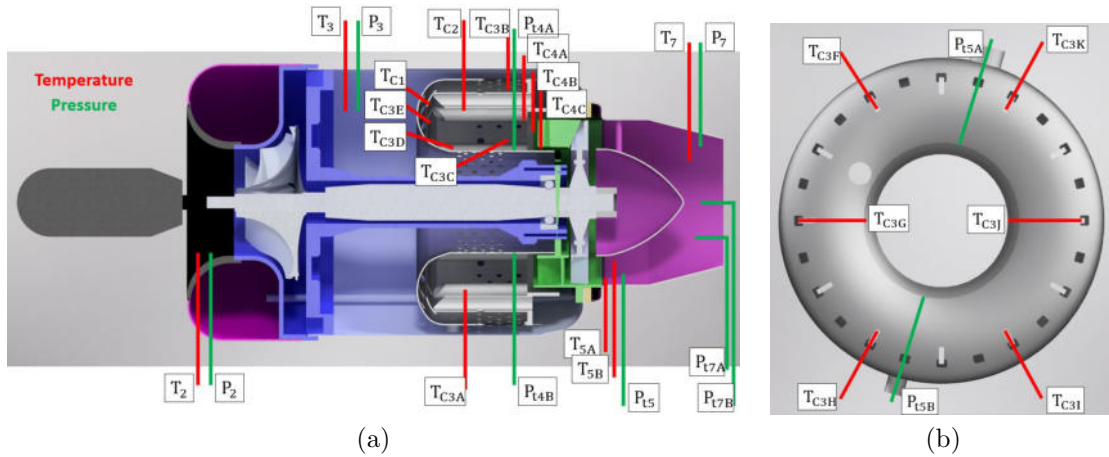 T3 P3 TC2 TC3B Pt4A
TC4A
TC4B
TC4C
T7 P7
Temperature
Pressure
TC1
TC3E
TC3D
TC3C
T2 P2
TC3A
Pt4B
T5A
T5B
Pt5
Pt7A
Pt7B
(a)
TC3F Pt5A TC3K
TC3G TC3J
TC3H Pt5B TC3I
(b)